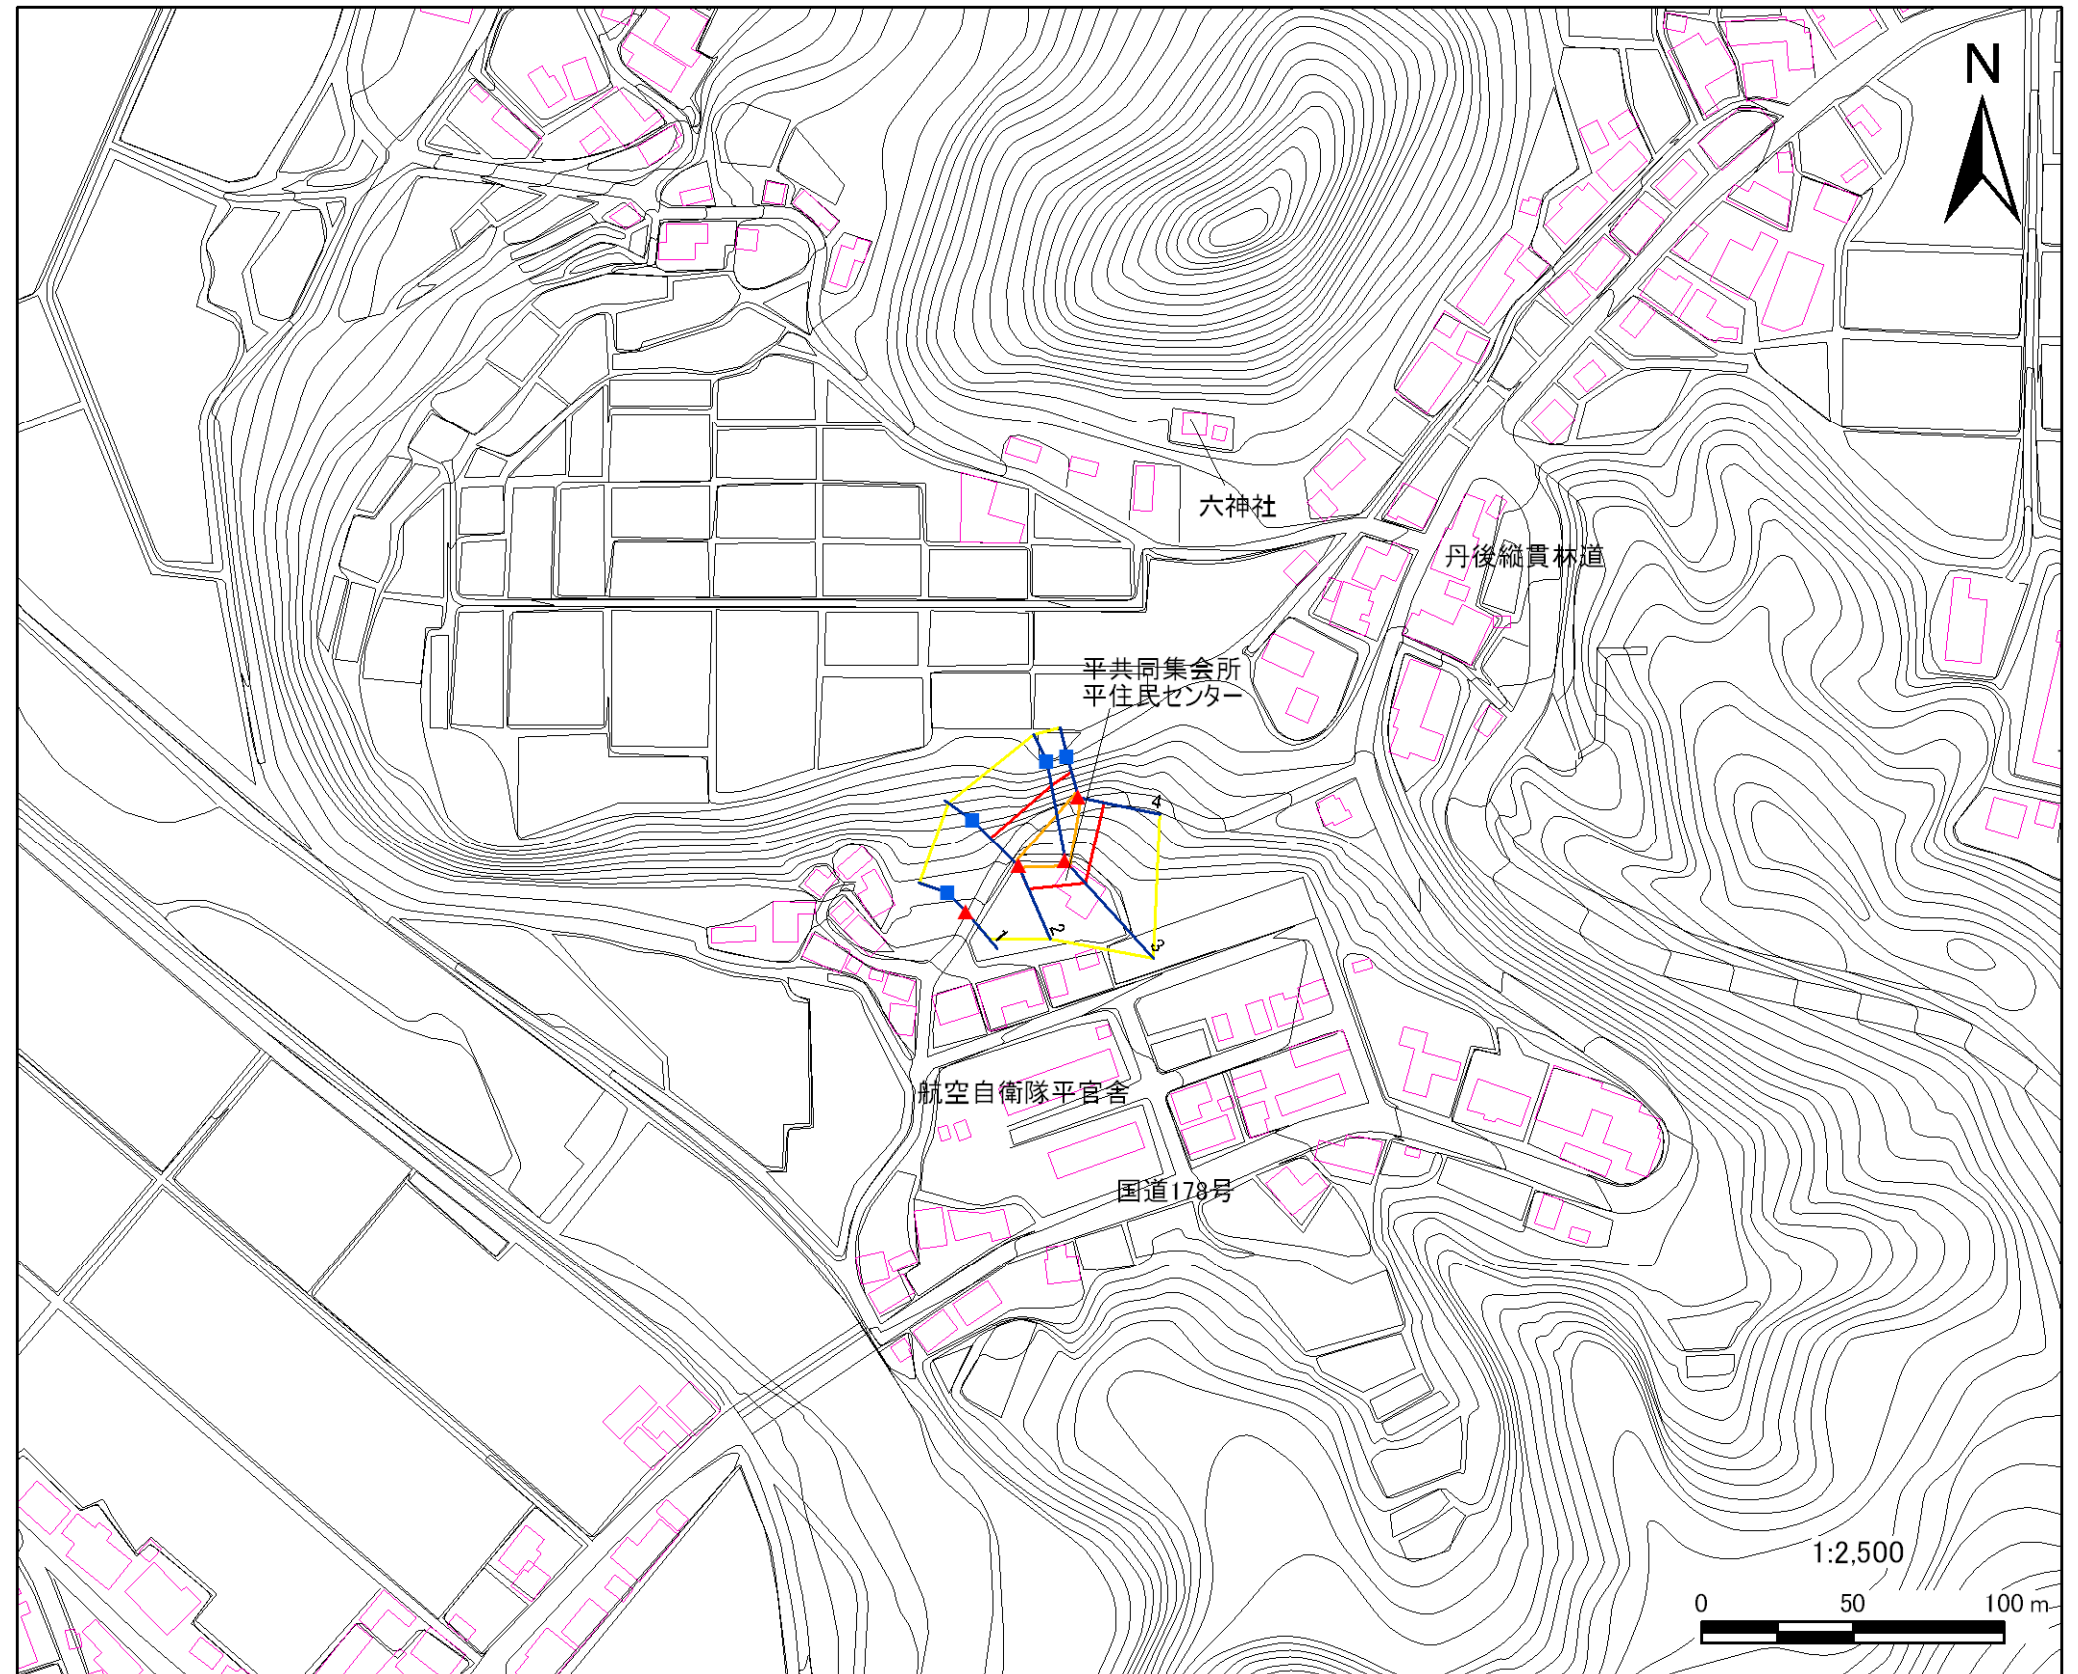 N
六神社
丹後縦貫林道
平共同集会所
平住民センター
4
1
2
3
航空自衛隊平官舎
国道178号
1:2,500
0 50 100 m